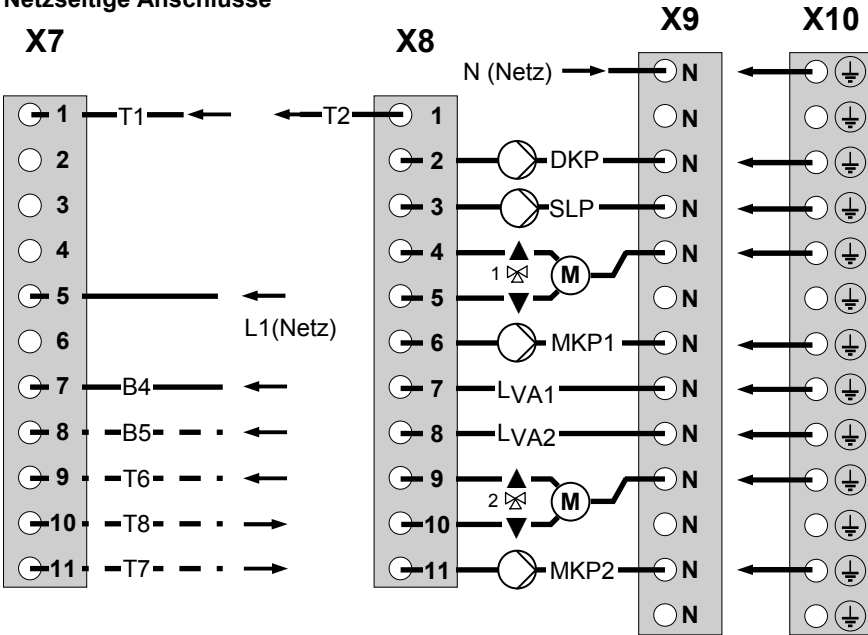 Netzseitige Anschlüsse
X7 X8 X9 X10
N (Netz) N
1 T1 T2 1 N
2 2 DKP N
3 3 SLP N
4 4 1 M N
5 5 N
L1(Netz)
6 6 MKP1 N
7 B4 7 LVA1 N
8 B5 8 LVA2 N
9 T6 9 2 M N
10 T8 10 N
11 T7 11 MKP2 N
N